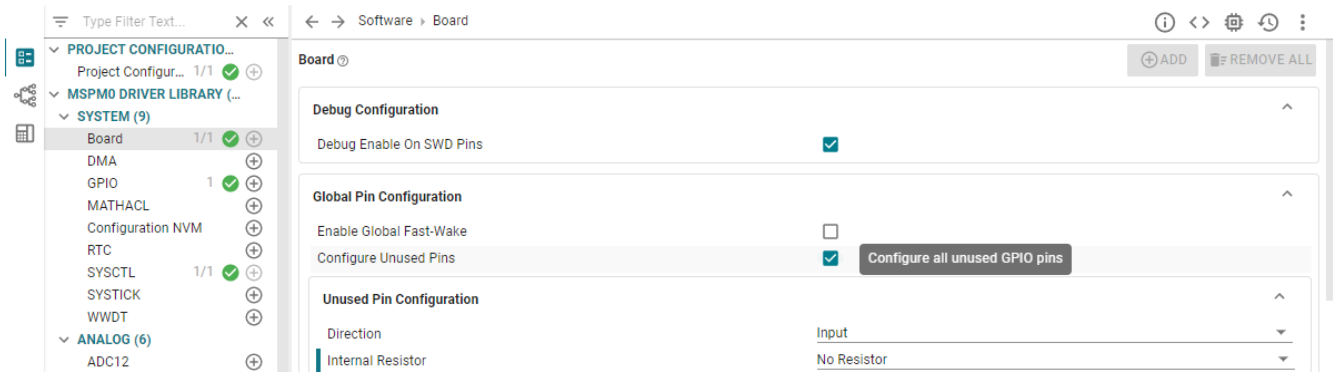 Type Filter Text...
Software
Board
PROJECT CONFIGURATIO...
Project Configur... 1/1
MSPM0 DRIVER LIBRARY (...
SYSTEM (9)
Board 1/1
DMA
GPIO 1
MATHACL
Configuration NVM
RTC
SYSCTL 1/1
SYSTICK
WWDT
ANALOG (6)
ADC12
Board
ADD
REMOVE ALL
Debug Configuration
Debug Enable On SWD Pins
Global Pin Configuration
Enable Global Fast-Wake
Configure Unused Pins
Configure all unused GPIO pins
Unused Pin Configuration
Direction Input
Internal Resistor No Resistor